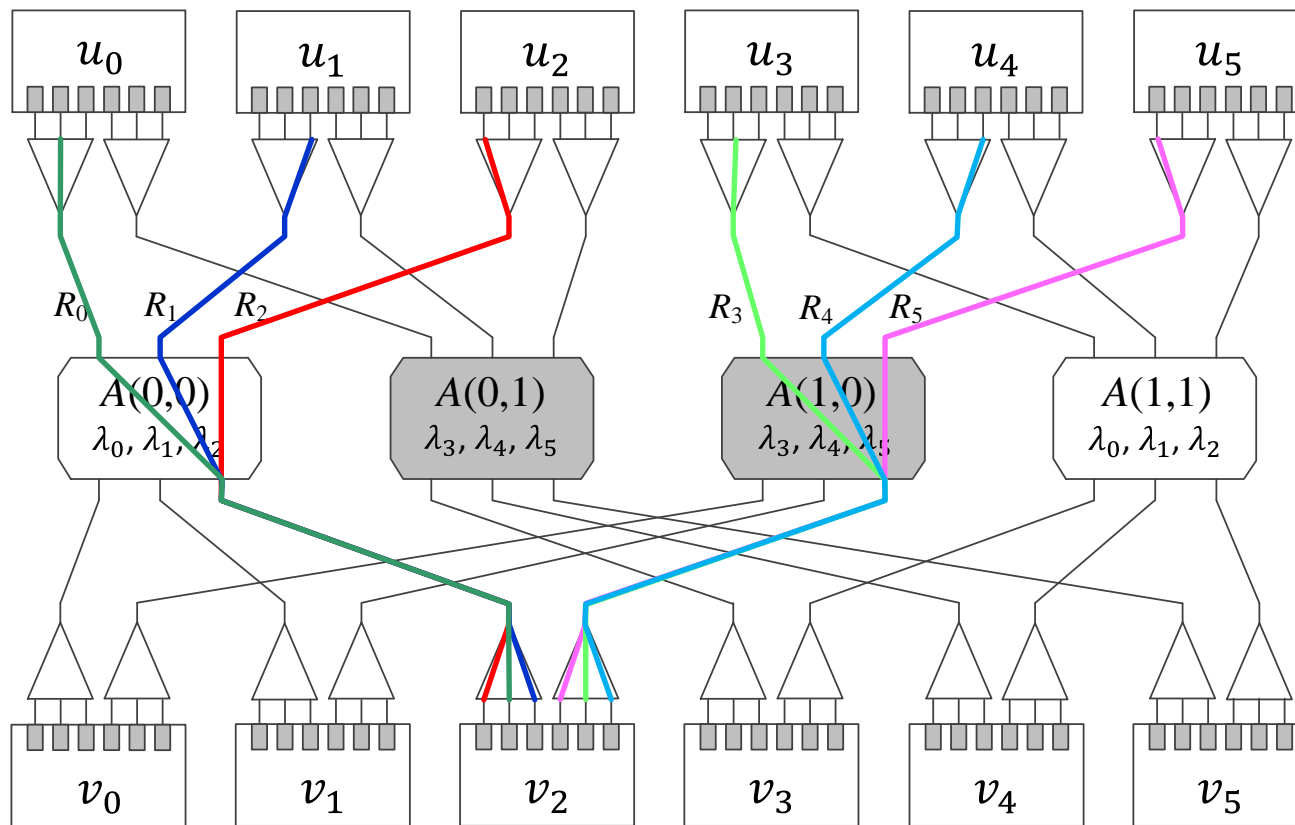 u₀ u₁ u₂ u₃ u₄ u₅
R₀ R₁ R₂ R₃ R₄ R₅
A(0,0) A(0,1) A(1,0) A(1,1)
λ₀, λ₁, λ₂ λ₃, λ₄, λ₅ λ₃, λ₄, λ₅ λ₀, λ₁, λ₂
v₀ v₁ v₂ v₃ v₄ v₅